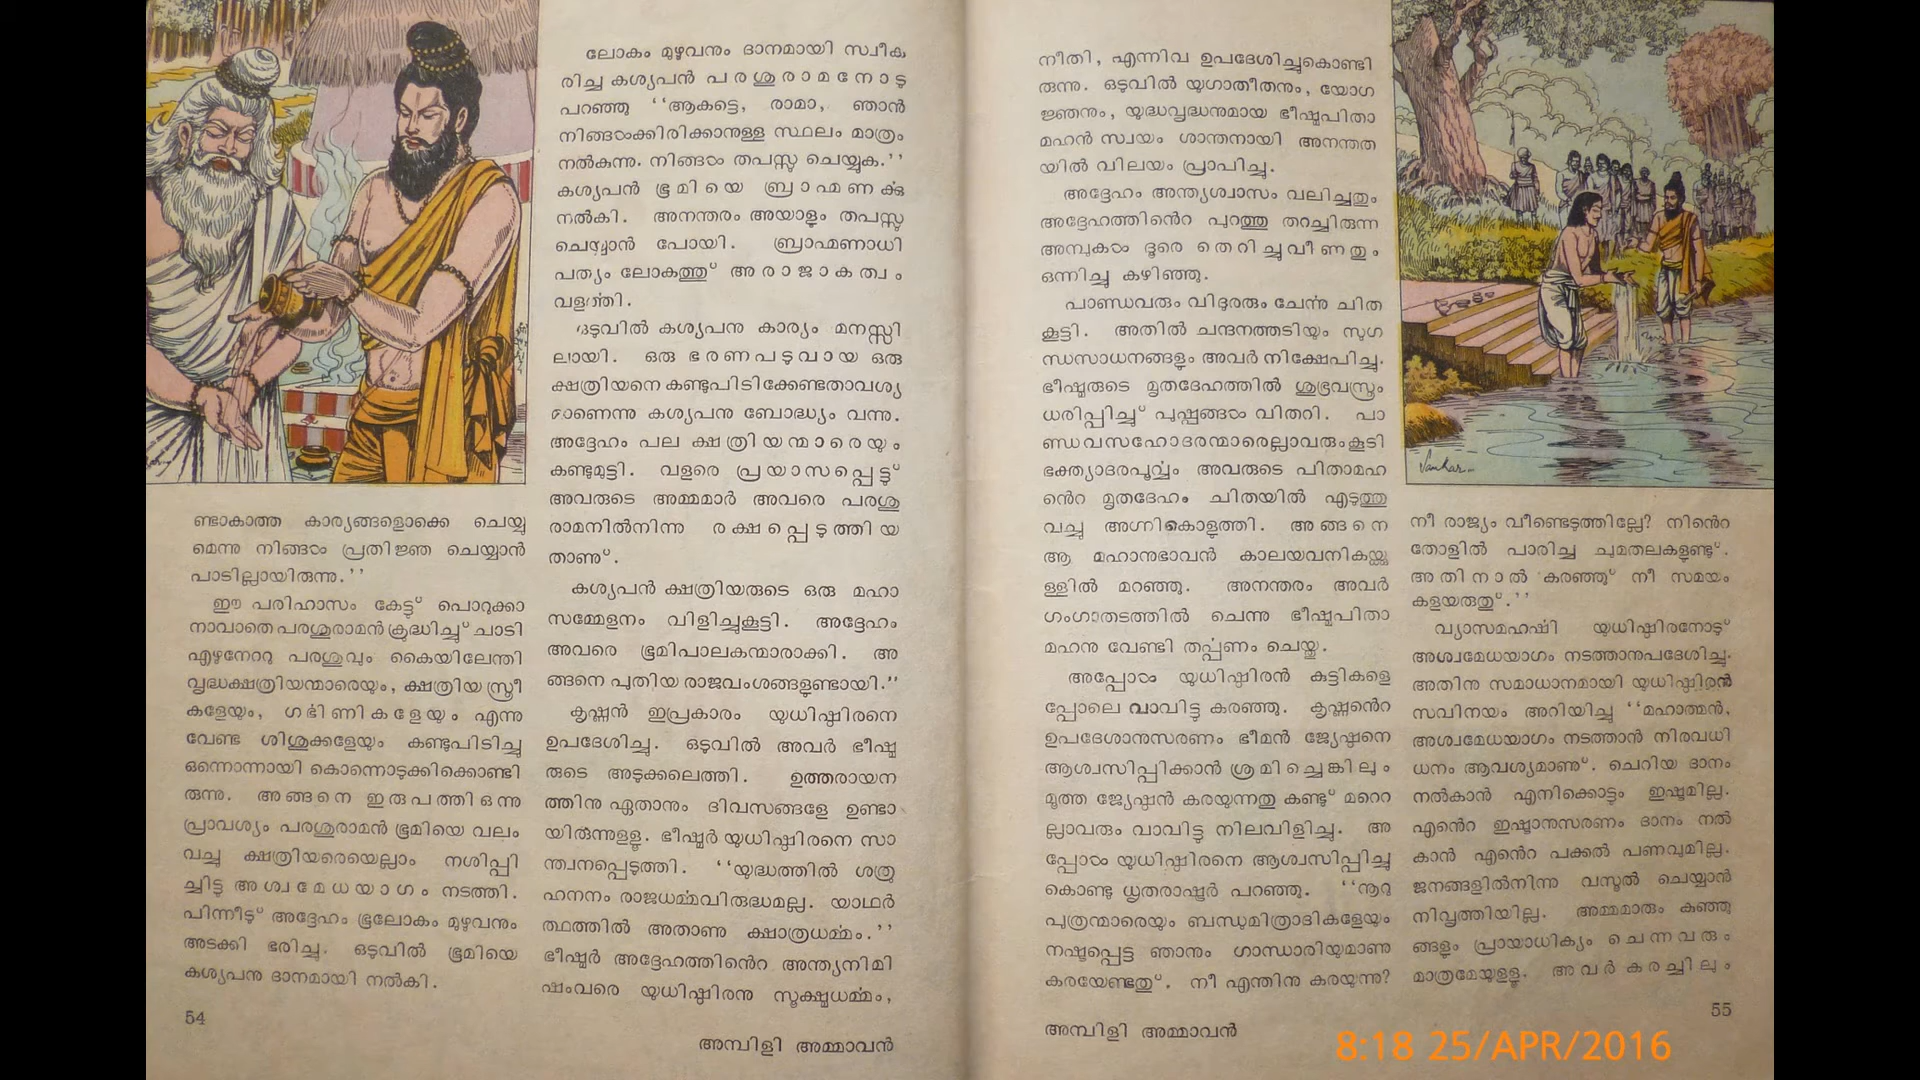 ണ്ടാകാത്ത കാര്യങ്ങളൊക്കെ ചെയ്യു
മെന്നു നിങ്ങൾ പ്രതിജ്ഞ ചെയ്യാൻ
പാടില്ലായിരുന്നു.’’
ഈ പരിഹാസം കേട്ടു് പൊറുക്കാ
നാവാതെ പരശുരാമൻ ക്രുദ്ധിച്ചു് ചാടി
എഴുനേററു പരശുവും കൈയിലേന്തി
വൃദ്ധക്ഷത്രിയന്മാരെയും, ക്ഷത്രിയ സ്ത്രീ
കളേയും, ഗർഭിണികളേയും എന്നു
വേണ്ട ശിശുക്കളേയും കണ്ടുപിടിച്ചു
ഒന്നൊന്നായി കൊന്നൊടുക്കിക്കൊണ്ടി
രുന്നു. അങ്ങനെ ഇരുപത്തി ഒന്നു
പ്രാവശ്യം പരശുരാമൻ ഭൂമിയെ വലം
വച്ചു ക്ഷത്രിയരെയെല്ലാം നശിപ്പി
ച്ചിട്ടു അശ്വമേധയാഗം നടത്തി.
പിന്നീടു് അദ്ദേഹം ഭൂലോകം മുഴുവനും
അടക്കി ഭരിച്ചു. ഒടുവിൽ ഭൂമിയെ
കശ്യപനു ദാനമായി നൽകി.
54
ലോകം മുഴുവനും ദാനമായി സ്വീക
രിച്ച കശ്യപൻ പരശുരാമനോടു
പറഞ്ഞു ‘‘ആകട്ടെ, രാമാ, ഞാൻ
നിങ്ങൾക്കിരിക്കാനുള്ള സ്ഥലം മാത്രം
നൽകുന്നു. നിങ്ങൾ തപസ്സു ചെയ്യുക.’’
കശ്യപൻ ഭൂമിയെ ബ്രാഹ്മണർക്കു
നൽകി. അനന്തരം അയാളും തപസ്സു
ചെയ്യാൻ പോയി. ബ്രാഹ്മണാധി
പത്യം ലോകത്തു് അരാജാകത്വം
വളർത്തി.
ഒടുവിൽ കശ്യപനു കാര്യം മനസ്സി
ലായി. ഒരു ഭരണപടുവായ ഒരു
ക്ഷത്രിയനെ കണ്ടുപിടിക്കേണ്ടതാവശ്യ
മാണെന്നു കശ്യപനു ബോദ്ധ്യം വന്നു.
അദ്ദേഹം പല ക്ഷത്രിയന്മാരെയും
കണ്ടുമുട്ടി. വളരെ പ്രയാസപ്പെട്ടു്
അവരുടെ അമ്മമാർ അവരെ പരശു
രാമനിൽനിന്നു രക്ഷപ്പെടുത്തിയ
താണു്.
കശ്യപൻ ക്ഷത്രിയരുടെ ഒരു മഹാ
സമ്മേളനം വിളിച്ചുകൂട്ടി. അദ്ദേഹം
അവരെ ഭൂമിപാലകന്മാരാക്കി. അ
ങ്ങനെ പുതിയ രാജവംശങ്ങളുണ്ടായി.’’
കൃഷ്ണൻ ഇപ്രകാരം യുധിഷ്ഠിരനെ
ഉപദേശിച്ചു. ഒടുവിൽ അവർ ഭീഷ്മ
രുടെ അടുക്കലെത്തി. ഉത്തരായന
ത്തിനു ഏതാനും ദിവസങ്ങളേ ഉണ്ടാ
യിരുന്നുള്ളൂ. ഭീഷ്മർ യുധിഷ്ഠിരനെ സാ
ന്ത്വനപ്പെടുത്തി. ‘‘യുദ്ധത്തിൽ ശത്രു
ഹനനം രാജധർമ്മവിരുദ്ധമല്ല. യാഥർ
ത്ഥത്തിൽ അതാണു ക്ഷാത്രധർമ്മം.’’
ഭീഷ്മർ അദ്ദേഹത്തിൻെറ അന്ത്യനിമി
ഷംവരെ യുധിഷ്ഠിരനു സൂക്ഷ്മധർമ്മം,
അമ്പിളി അമ്മാവൻ
നീതി, എന്നിവ ഉപദേശിച്ചുകൊണ്ടി
രുന്നു. ഒടുവിൽ യുഗാതീതനും, യോഗ
ജ്ഞനും, യുദ്ധവൃദ്ധനുമായ ഭീഷ്മപിതാ
മഹൻ സ്വയം ശാന്തനായി അനന്തത
യിൽ വിലയം പ്രാപിച്ചു.
അദ്ദേഹം അന്ത്യശ്വാസം വലിച്ചതും
അദ്ദേഹത്തിൻെറ പുറത്തു തറച്ചിരുന്ന
അമ്പുകൾ ദൂരെ തെറിച്ചുവീണതും
ഒന്നിച്ചു കഴിഞ്ഞു.
പാണ്ഡവരും വിദുരരും ചേർന്നു ചിത
കൂട്ടി. അതിൽ ചന്ദനത്തടിയും സുഗ
ന്ധസാധനങ്ങളും അവർ നിക്ഷേപിച്ചു.
ഭീഷ്മരുടെ മൃതദേഹത്തിൽ ശുഭ്രവസ്ത്രം
ധരിപ്പിച്ചു് പുഷ്പങ്ങൾ വിതറി. പാ
ണ്ഡവസഹോദരന്മാരെല്ലാവരുംകൂടി
ഭക്ത്യാദരപൂർവ്വം അവരുടെ പിതാമഹ
ൻെറ മൃതദേഹം ചിതയിൽ എടുത്തു
വച്ചു അഗ്നികൊളുത്തി. അങ്ങനെ
ആ മഹാനുഭാവൻ കാലയവനികയ്ക്കു
ള്ളിൽ മറഞ്ഞു. അനന്തരം അവർ
ഗംഗാതടത്തിൽ ചെന്നു ഭീഷ്മപിതാ
മഹനു വേണ്ടി തർപ്പണം ചെയ്തു.
അപ്പോൾ യുധിഷ്ഠിരൻ കുട്ടികളെ
പ്പോലെ വാവിട്ടു കരഞ്ഞു. കൃഷ്ണൻെറ
ഉപദേശാനുസരണം ഭീമൻ ജ്യേഷ്ഠനെ
ആശ്വസിപ്പിക്കാൻ ശ്രമിച്ചെങ്കിലും
മൂത്ത ജ്യേഷ്ഠൻ കരയുന്നതു കണ്ടു് മറെറ
ല്ലാവരും വാവിട്ടു നിലവിളിച്ചു. അ
പ്പോൾ യുധിഷ്ഠിരനെ ആശ്വസിപ്പിച്ചു
കൊണ്ടു ധൃതരാഷ്ട്രർ പറഞ്ഞു. ‘‘നൂറു
പുത്രന്മാരെയും ബന്ധുമിത്രാദികളേയും
നഷ്ടപ്പെട്ട ഞാനും ഗാന്ധാരിയുമാണു
കരയേണ്ടതു്. നീ എന്തിനു കരയുന്നു?
അമ്പിളി അമ്മാവൻ
Sankar...
നീ രാജ്യം വീണ്ടെടുത്തില്ലേ? നിൻെറ
തോളിൽ പാരിച്ച ചുമതലകളുണ്ടു്.
അതിനാൽ കരഞ്ഞു് നീ സമയം
കളയരുതു്.’’
വ്യാസമഹർഷി യുധിഷ്ഠിരനോടു്
അശ്വമേധയാഗം നടത്താനുപദേശിച്ചു.
അതിനു സമാധാനമായി യുധിഷ്ഠിരൻ
സവിനയം അറിയിച്ചു ‘‘മഹാത്മൻ,
അശ്വമേധയാഗം നടത്താൻ നിരവധി
ധനം ആവശ്യമാണു്. ചെറിയ ദാനം
നൽകാൻ എനിക്കൊട്ടും ഇഷ്ടമില്ല.
എൻെറ ഇഷ്ടാനുസരണം ദാനം നൽ
കാൻ എൻെറ പക്കൽ പണവുമില്ല.
ജനങ്ങളിൽനിന്നു വസൂൽ ചെയ്യാൻ
നിവൃത്തിയില്ല. അമ്മമാരും കുഞ്ഞു
ങ്ങളും പ്രായാധിക്യം ചെന്നവരും
മാത്രമേയുള്ളൂ. അവർ കരച്ചിലും
55
8:18 25/APR/2016